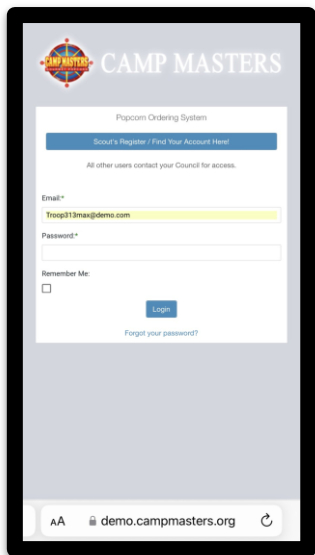 CAMP MASTERS
CAMP MASTERS
Popcorn Ordering System
Scout's Register / Find Your Account Here!
All other users contact your Council for access.
Email:*
Troop313max@demo.com
Password:*
Remember Me:
Login
Forgot your password?
AA demo.campmasters.org